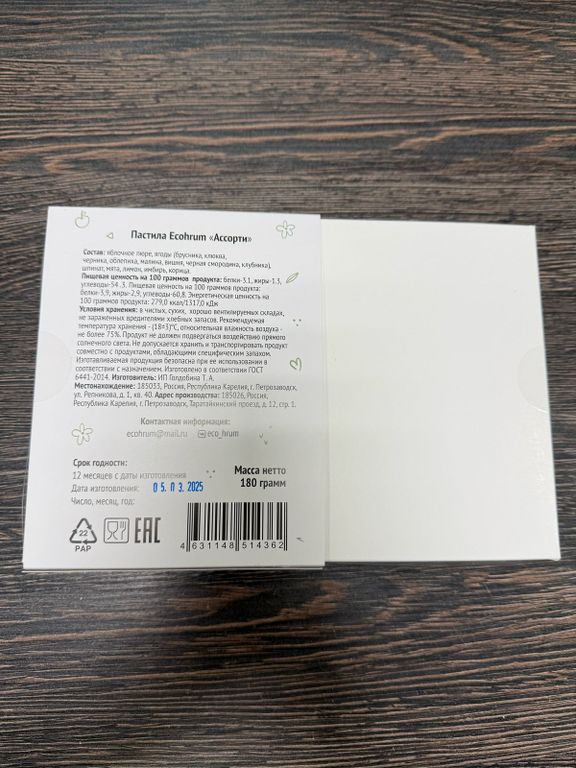 Пастила Ecohrum «Ассорти»
Состав: яблочное пюре, ягоды (брусника, клюква,
черника, облепиха, малина, вишня, черная смородина, клубника),
шпинат, мята, лимон, имбирь, корица.
Пищевая ценность на 100 граммов продукта: белки-3.1, жиры-1.3,
углеводы-54 .3. Пищевая ценность на 100 граммов продукта:
белки-3,9, жиры-2,9, углеводы-60,8. Энергетическая ценность на
100 граммов продукта: 279,0 ккал/1317,0 кДж
Условия хранения: в чистых, сухих, хорошо вентилируемых складах,
не зараженных вредителями хлебных запасов. Рекомендуемая
температура хранения - (18±3)°С, относительная влажность воздуха -
не более 75%. Продукт не должен подвергаться воздействию прямого
солнечного света. Не допускается хранить и транспортировать продукт
совместно с продуктами, обладающими специфическим запахом.
Изготавливаемая продукция безопасна при ее использовании в
соответствии с назначением. Изготовлено в соответствии ГОСТ
6441-2014. Изготовитель: ИП Голдобина Т. А.
Местонахождение: 185033, Россия, Республика Карелия, г. Петрозаводск,
ул. Репникова, д. 1, кв. 40. Адрес производства: 185026, Россия,
Республика Карелия, г. Петрозаводск, Таратайкинский проезд, д. 12, стр. 1.
Контактная информация:
ecohrum@mail.ru eco_hrum
Срок годности:
12 месяцев с даты изготовления
Дата изготовления: 05.03.2025
Число, месяц, год:
Масса нетто
180 грамм
22
PAP
EAC
4 631148 514362